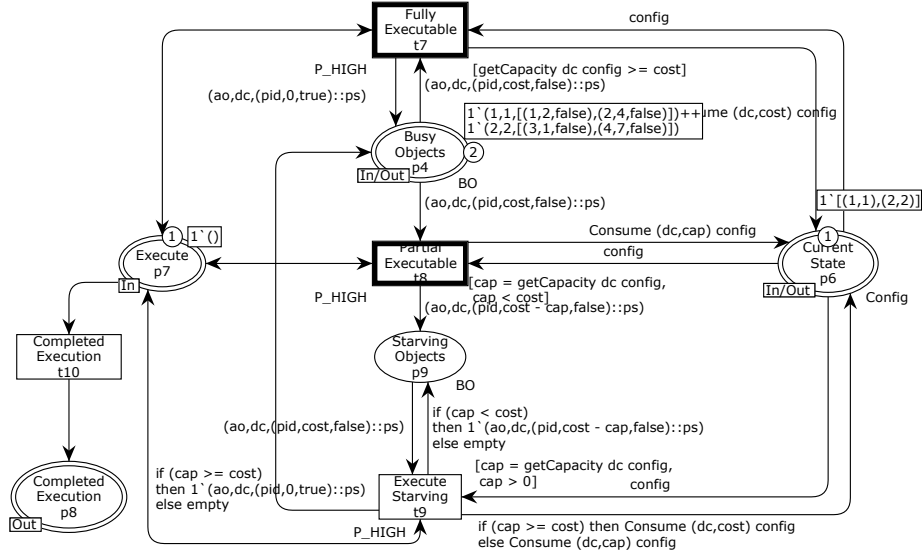 Fully
Executable
t7
config
P_HIGH
[getCapacity dc config >= cost]
(ao,dc,(pid,cost,false)::ps)
(ao,dc,(pid,0,true)::ps)
1`(1,1,[(1,2,false),(2,4,false)])++
1`(2,2,[(3,1,false),(4,7,false)])
(dc,cost) config
Busy
Objects
p4
2
In/Out
BO
(ao,dc,(pid,cost,false)::ps)
1`[(1,1),(2,2)]
1
1`()
Execute
p7
In
Partial
Executable
t8
Consume (dc,cap) config
config
1
Current
State
p6
In/Out
Config
P_HIGH
[cap = getCapacity dc config,
cap < cost]
(ao,dc,(pid,cost - cap,false)::ps)
Completed
Execution
t10
Starving
Objects
p9
BO
if (cap < cost)
then 1`(ao,dc,(pid,cost - cap,false)::ps)
else empty
(ao,dc,(pid,cost,false)::ps)
[cap = getCapacity dc config,
cap > 0]
config
if (cap >= cost)
then 1`(ao,dc,(pid,0,true)::ps)
else empty
Execute
Starving
t9
P_HIGH
if (cap >= cost) then Consume (dc,cost) config
else Consume (dc,cap) config
Completed
Execution
p8
Out